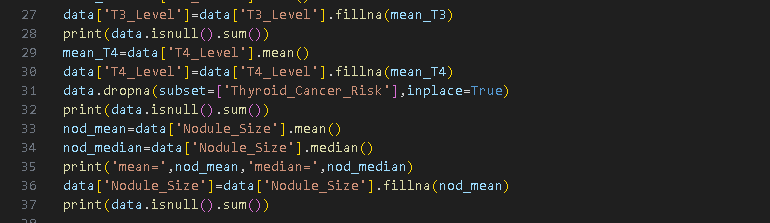 27 data['T3_Level']=data['T3_Level'].fillna(mean_T3)
28 print(data.isnull().sum())
29 mean_T4=data['T4_Level'].mean()
30 data['T4_Level']=data['T4_Level'].fillna(mean_T4)
31 data.dropna(subset=['Thyroid_Cancer_Risk'],inplace=True)
32 print(data.isnull().sum())
33 nod_mean=data['Nodule_Size'].mean()
34 nod_median=data['Nodule_Size'].median()
35 print('mean=',nod_mean,'median=',nod_median)
36 data['Nodule_Size']=data['Nodule_Size'].fillna(nod_mean)
37 print(data.isnull().sum())